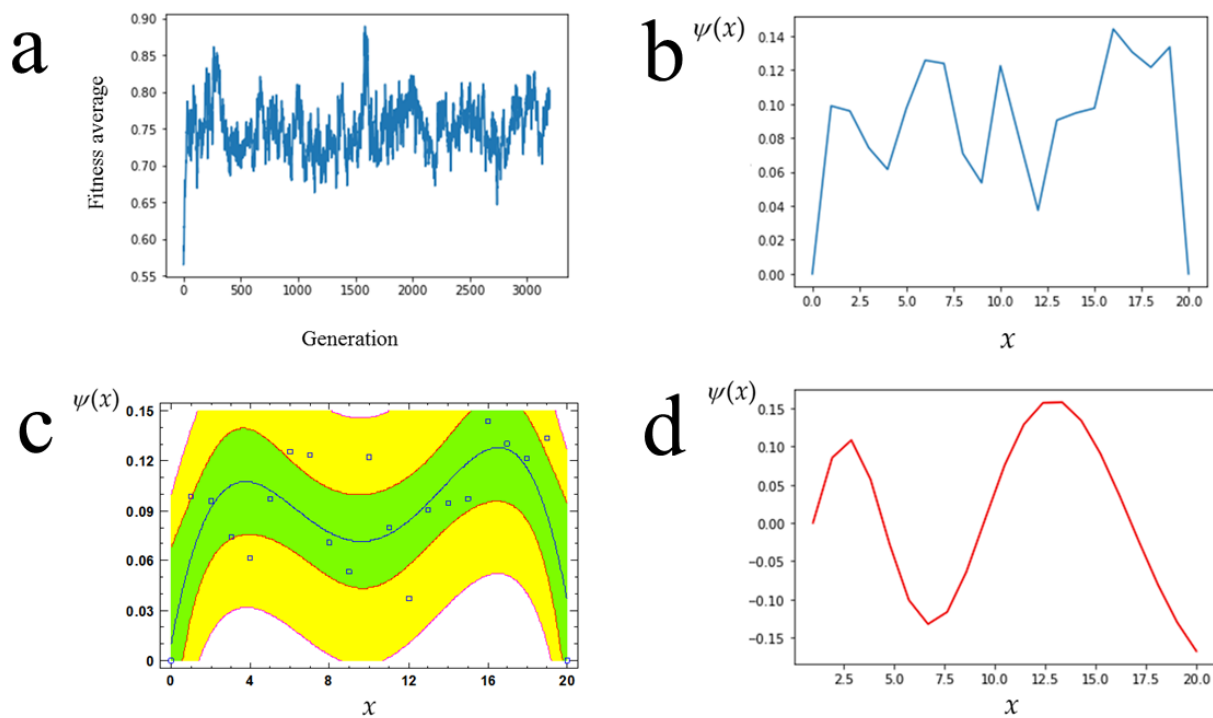 a
Fitness average
0.90
0.85
0.80
0.75
0.70
0.65
0.60
0.55
0 500 1000 1500 2000 2500 3000
Generation
b
ψ(x)
0.14
0.12
0.10
0.08
0.06
0.04
0.02
0.00
0.0 2.5 5.0 7.5 10.0 12.5 15.0 17.5 20.0
x
c
ψ(x)
0.15
0.12
0.09
0.06
0.03
0
0 4 8 12 16 20
x
d
ψ(x)
0.15
0.10
0.05
0.00
−0.05
−0.10
−0.15
2.5 5.0 7.5 10.0 12.5 15.0 17.5 20.0
x